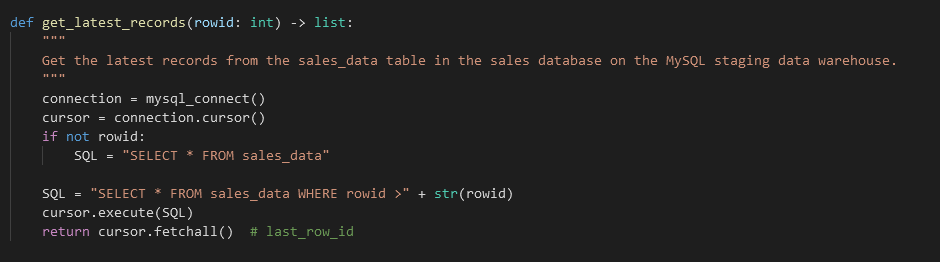 def get_latest_records(rowid: int) -> list:
    """
    Get the latest records from the sales_data table in the sales database on the MySQL staging data warehouse.
    """
    connection = mysql_connect()
    cursor = connection.cursor()
    if not rowid:
        SQL = "SELECT * FROM sales_data"

    SQL = "SELECT * FROM sales_data WHERE rowid >" + str(rowid)
    cursor.execute(SQL)
    return cursor.fetchall()  # last_row_id